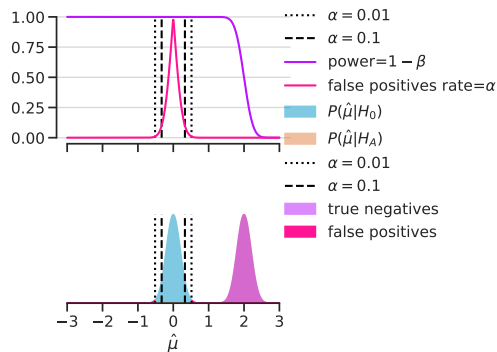 1.00
0.75
0.50
0.25
0.00
α = 0.01
α = 0.1
power=1 − β
false positives rate=α
P(μ̂|H₀)
P(μ̂|H_A)
α = 0.01
α = 0.1
true negatives
false positives
−3 −2 −1 0 1 2 3
μ̂